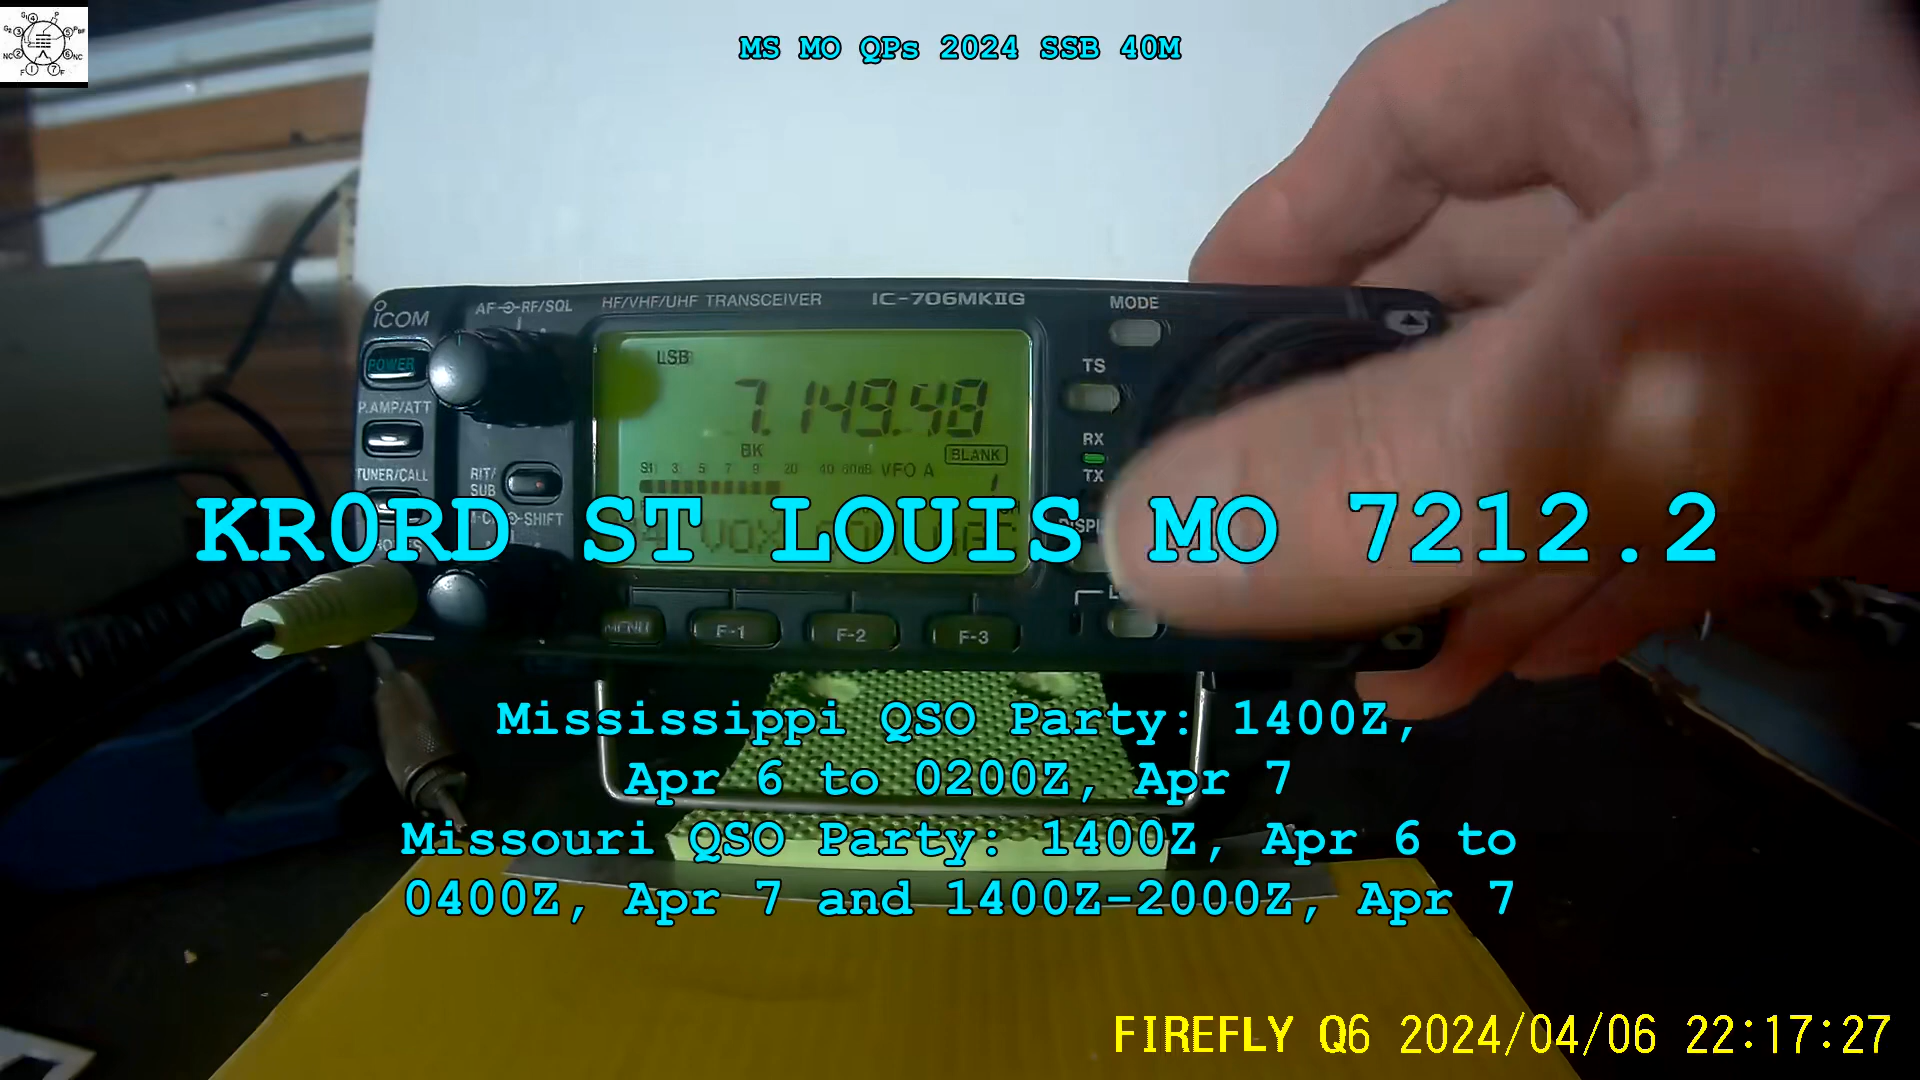 MS MO QPs 2024 SSB 40M
ICOM
AF RF/SQL
HF/VHF/UHF TRANSCEIVER
IC-706MKIIG
MODE
POWER
LSB
TS
7.149.48
P.AMP/ATT
RX
BK
BLANK
TUNER/CALL
RIT/
SUB
S1 3 5 7 9 20 40 60dB VFO A
TX
1
-SHIFT
VOX
KR0RD ST LOUIS MO 7212.2
MENU
F-1
F-2
F-3
Mississippi QSO Party: 1400Z,
Apr 6 to 0200Z, Apr 7
Missouri QSO Party: 1400Z, Apr 6 to
0400Z, Apr 7 and 1400Z-2000Z, Apr 7
FIREFLY Q6 2024/04/06 22:17:27